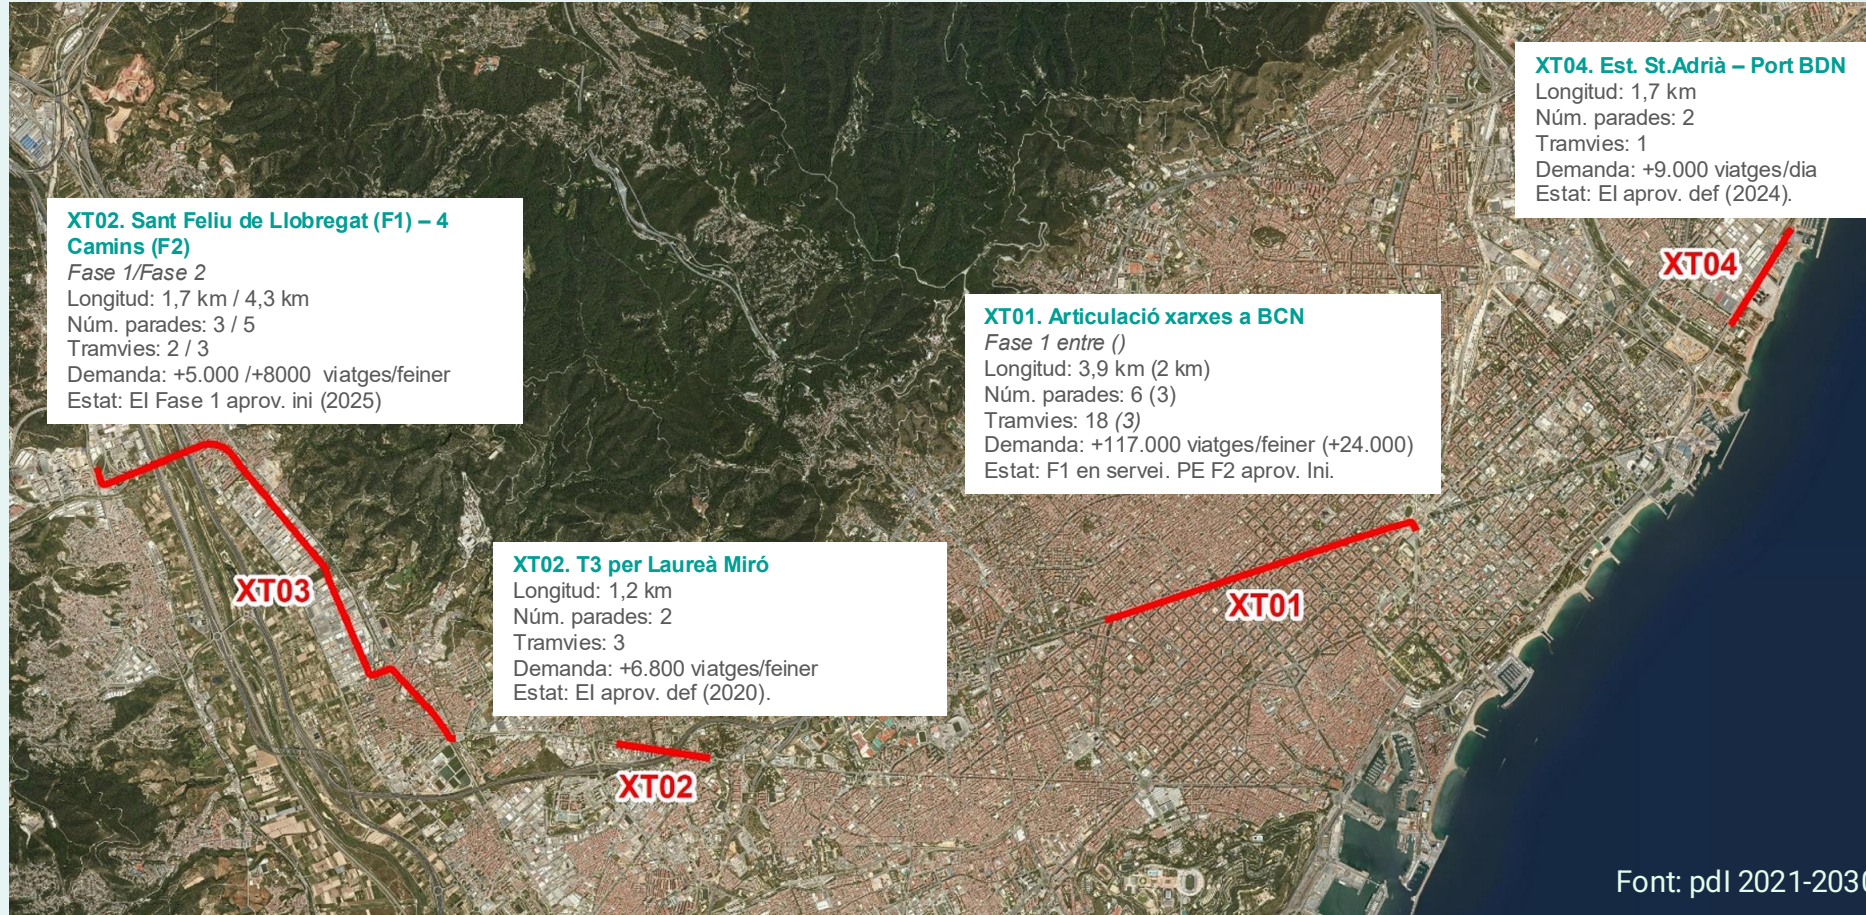 XT04. Est. St.Adrià – Port BDN
Longitud: 1,7 km
Núm. parades: 2
Tramvies: 1
Demanda: +9.000 viatges/dia
Estat: EI aprov. def (2024).
XT04
XT02. Sant Feliu de Llobregat (F1) – 4
Camins (F2)
Fase 1/Fase 2
Longitud: 1,7 km / 4,3 km
Núm. parades: 3 / 5
Tramvies: 2 / 3
Demanda: +5.000 /+8000 viatges/feiner
Estat: EI Fase 1 aprov. ini (2025)
XT03
XT01. Articulació xarxes a BCN
Fase 1 entre ()
Longitud: 3,9 km (2 km)
Núm. parades: 6 (3)
Tramvies: 18 (3)
Demanda: +117.000 viatges/feiner (+24.000)
Estat: F1 en servei. PE F2 aprov. Ini.
XT01
XT02. T3 per Laureà Miró
Longitud: 1,2 km
Núm. parades: 2
Tramvies: 3
Demanda: +6.800 viatges/feiner
Estat: EI aprov. def (2020).
XT02
Font: pdI 2021-2030